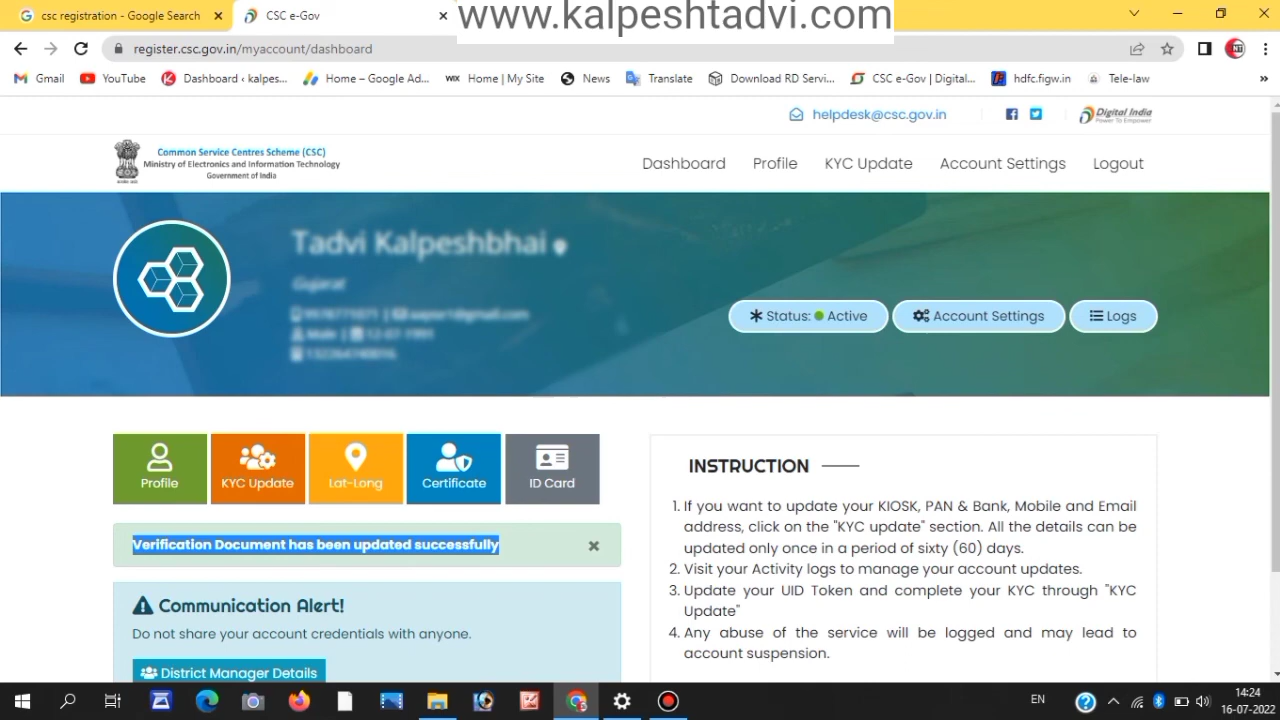 csc registration - Google Search
CSC e-Gov
www.kalpeshtadvi.com
register.csc.gov.in/myaccount/dashboard
Gmail
YouTube
Dashboard ‹ kalpes...
Home – Google Ad...
WIX Home | My Site
News
Translate
Download RD Servi...
CSC e-Gov | Digital...
hdfc.figw.in
Tele-law
»
helpdesk@csc.gov.in
Digital India
Power To Empower
Common Service Centres Scheme (CSC)
Ministry of Electronics and Information Technology
Government of India
Dashboard
Profile
KYC Update
Account Settings
Logout
Tadvi Kalpeshbhai
Gujarat
Status: Active
Account Settings
Logs
Profile
KYC Update
Lat-Long
Certificate
ID Card
Verification Document has been updated successfully
Communication Alert!
Do not share your account credentials with anyone.
District Manager Details
INSTRUCTION
1. If you want to update your KIOSK, PAN & Bank, Mobile and Email
address, click on the "KYC update" section. All the details can be
updated only once in a period of sixty (60) days.
2. Visit your Activity logs to manage your account updates.
3. Update your UID Token and complete your KYC through "KYC
Update"
4. Any abuse of the service will be logged and may lead to
account suspension.
EN
14:24
16-07-2022